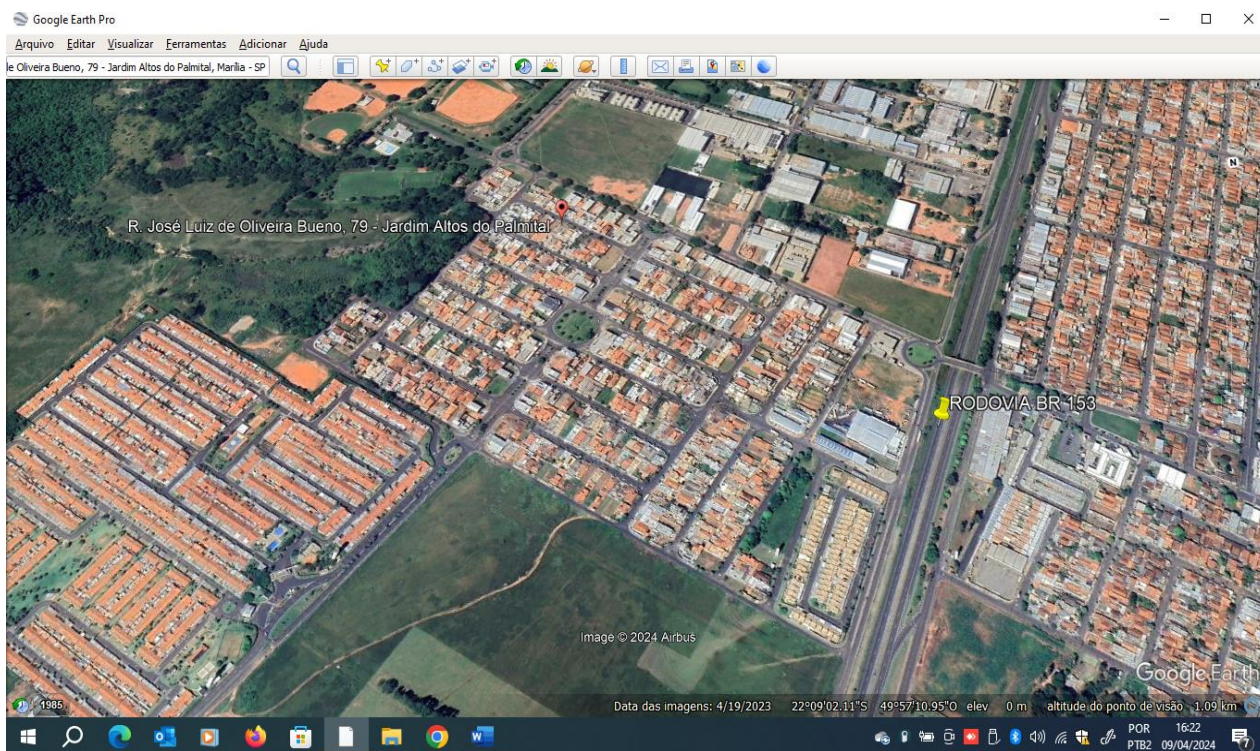 Google Earth Pro
Arquivo Editar Visualizar Ferramentas Adicionar Ajuda
le Oliveira Bueno, 79 - Jardim Altos do Palmital, Marília - SP
N
R. José Luiz de Oliveira Bueno, 79 - Jardim Altos do Palmital
RODOVIA BR 153
Image © 2024 Airbus
Google Earth
1985
Data das imagens: 4/19/2023 22°09'02.11"S 49°57'10.95"O elev 0 m altitude do ponto de visão 1.09 km
POR 16:22
PTB2 09/04/2024